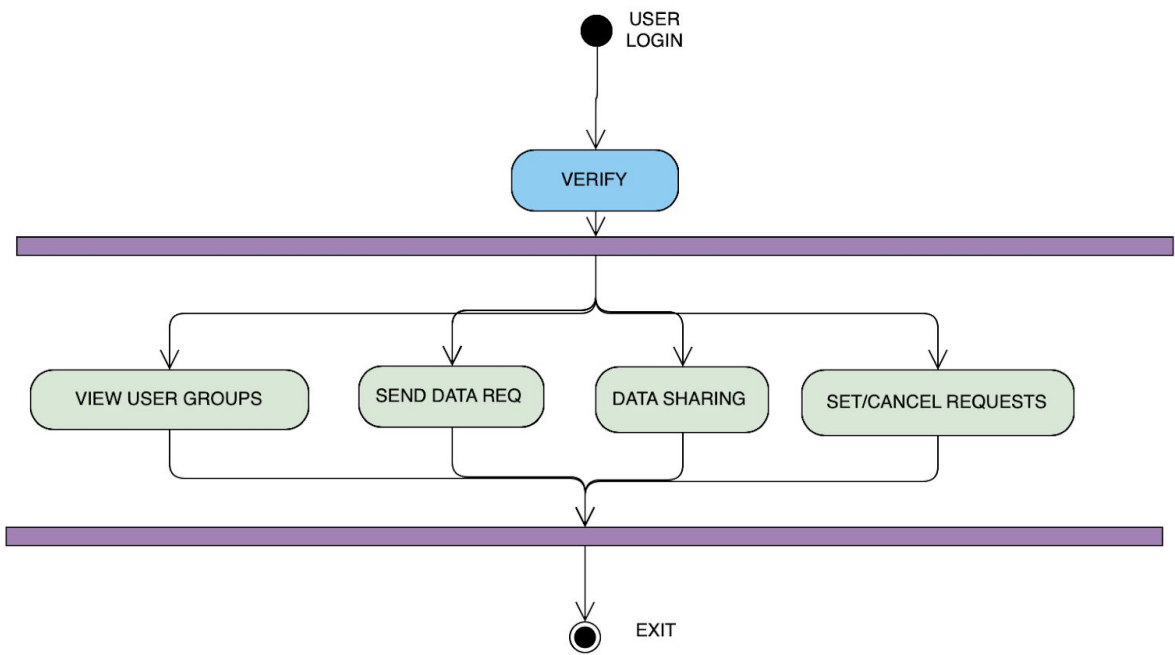 USER
LOGIN
VERIFY
VIEW USER GROUPS
SEND DATA REQ
DATA SHARING
SET/CANCEL REQUESTS
EXIT